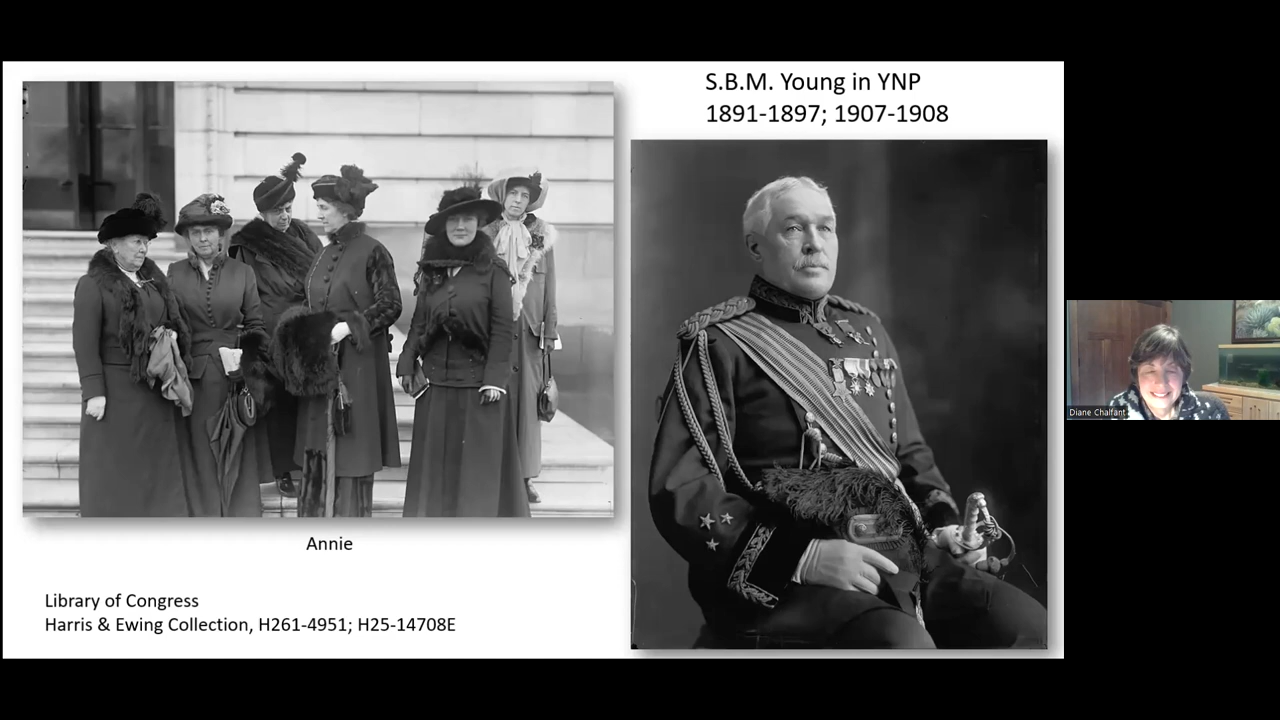 S.B.M. Young in YNP
1891-1897; 1907-1908
Annie
Library of Congress
Harris & Ewing Collection, H261-4951; H25-14708E
Diane Chalfant